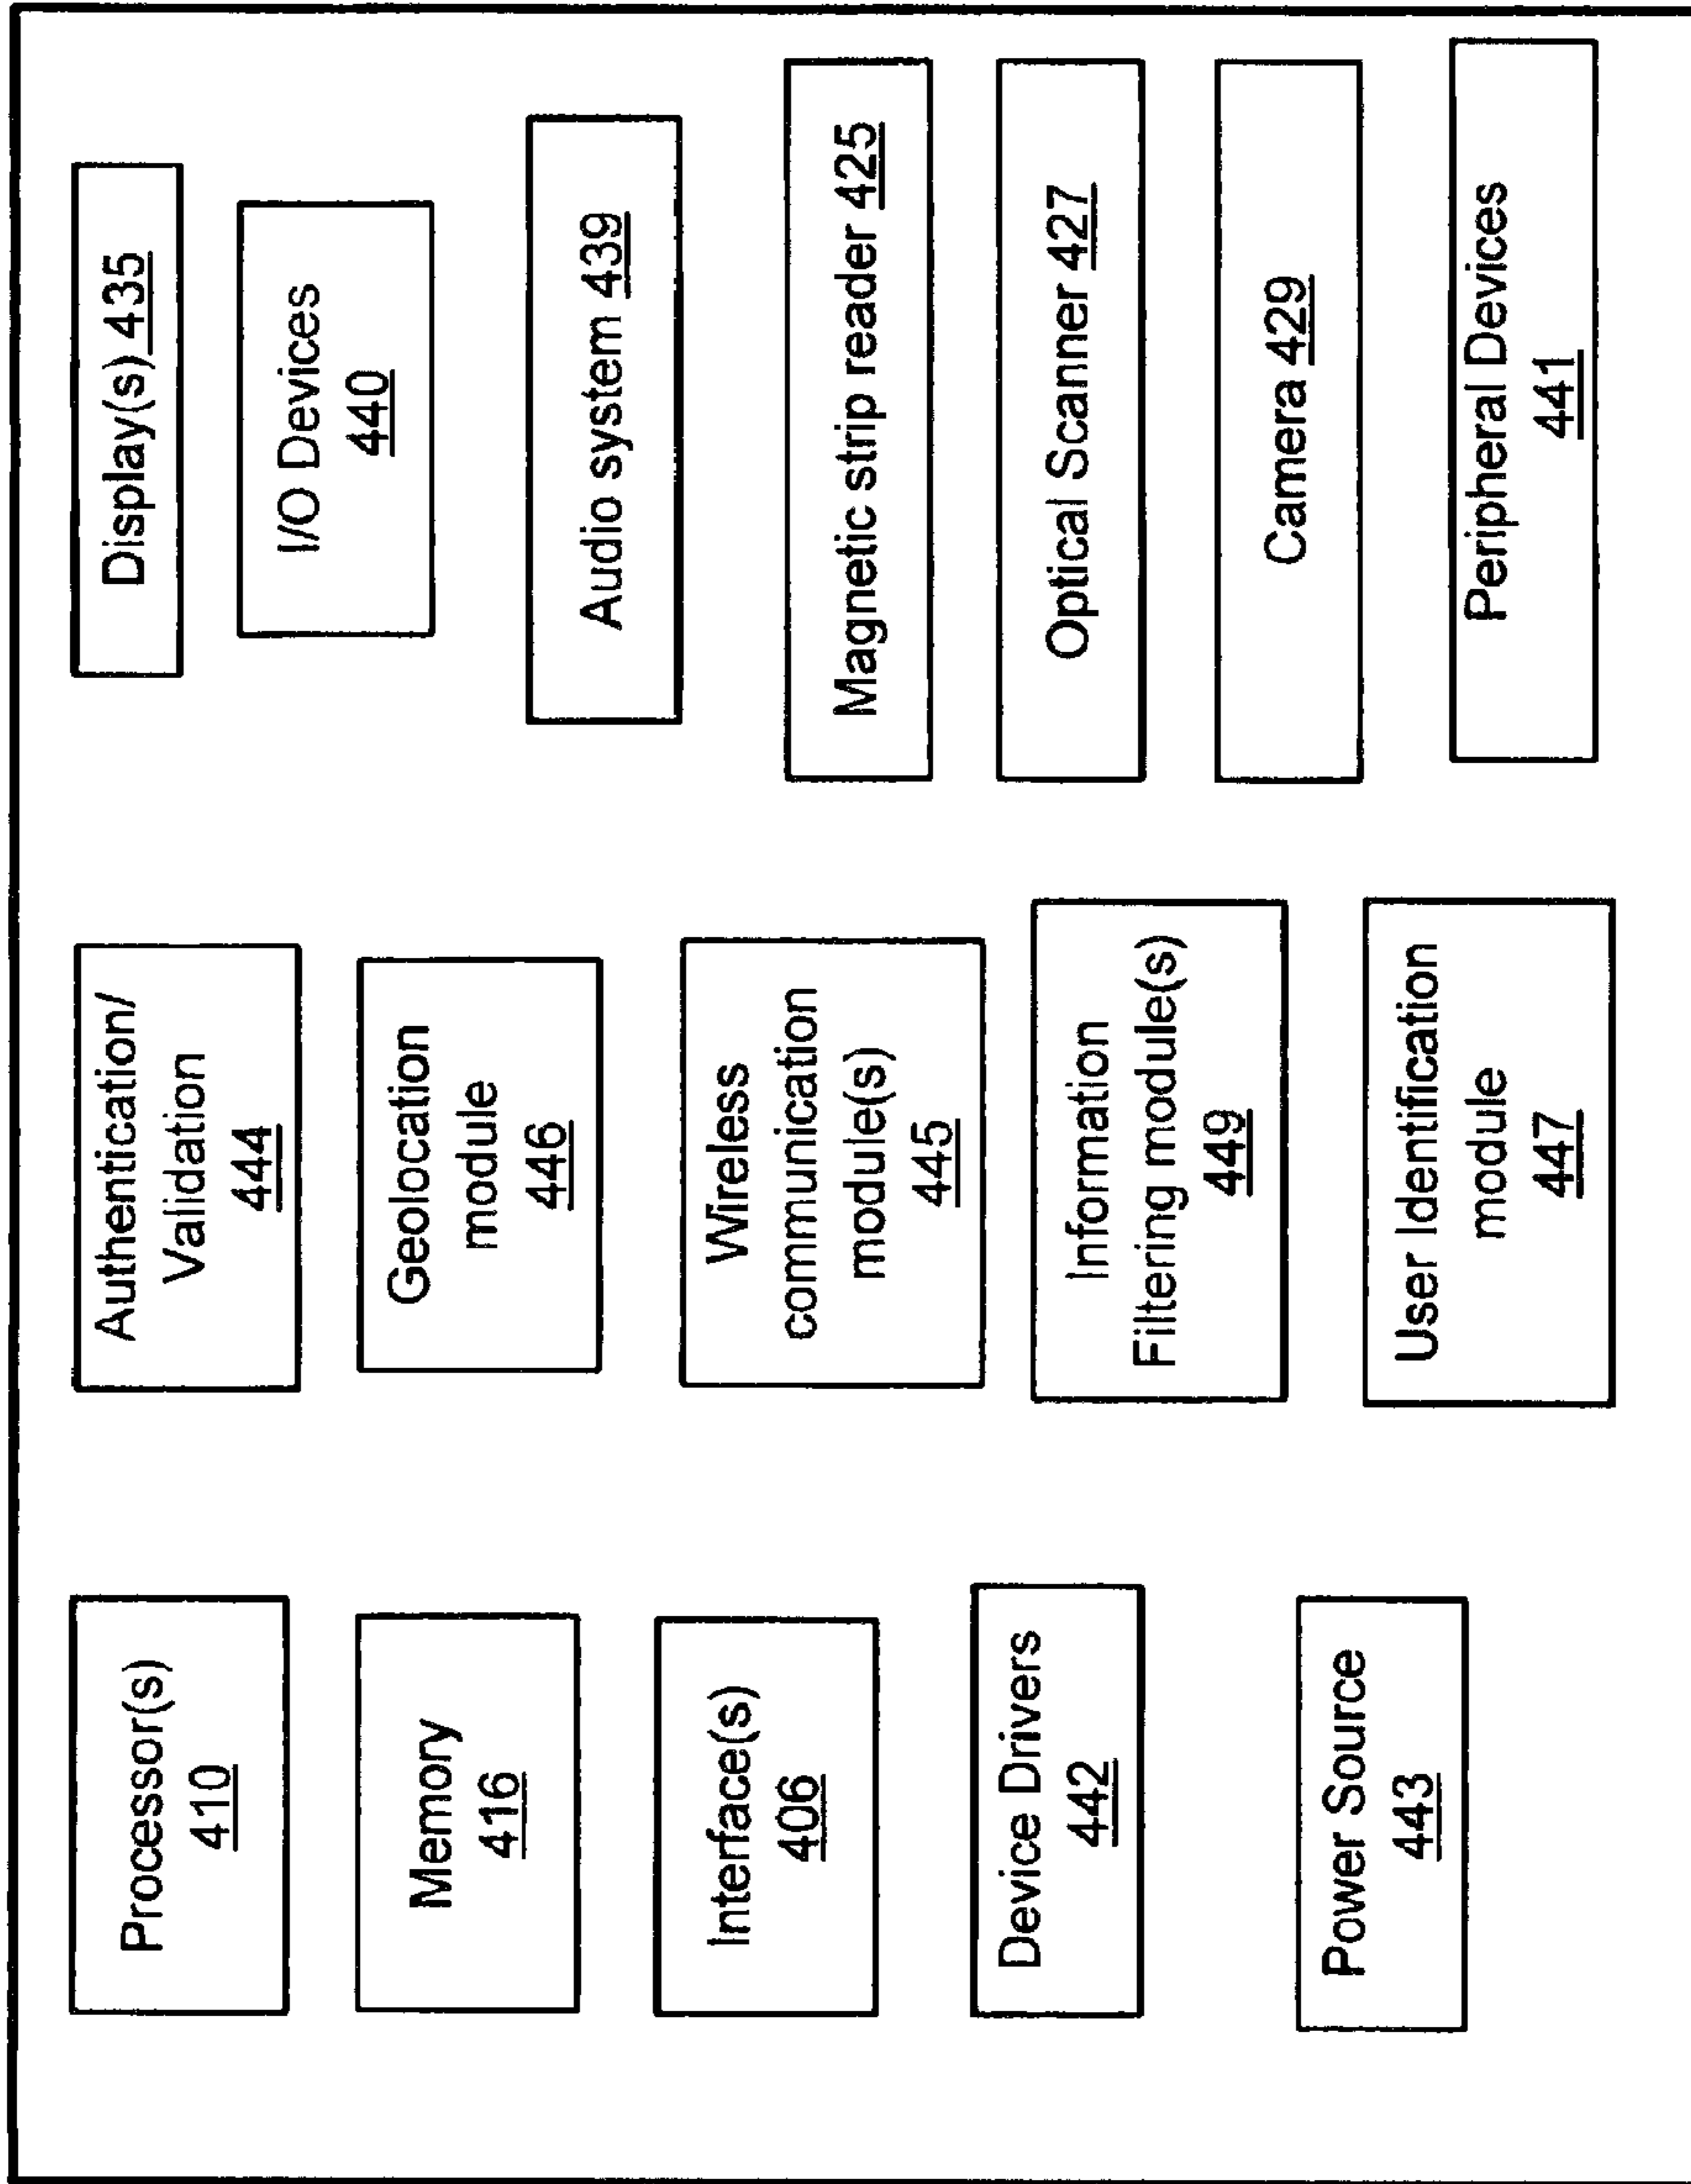 Processor(s)
410
Memory
416
Interface(s)
406
Device Drivers
442
Power Source
443
Authentication/
Validation
444
Geolocation
module
446
Wireless
communication
module(s)
445
Information
Filtering module(s)
449
User Identification
module
447
Display(s) 435
I/O Devices
440
Audio system 439
Magnetic strip reader 425
Optical Scanner 427
Camera 429
Peripheral Devices
441